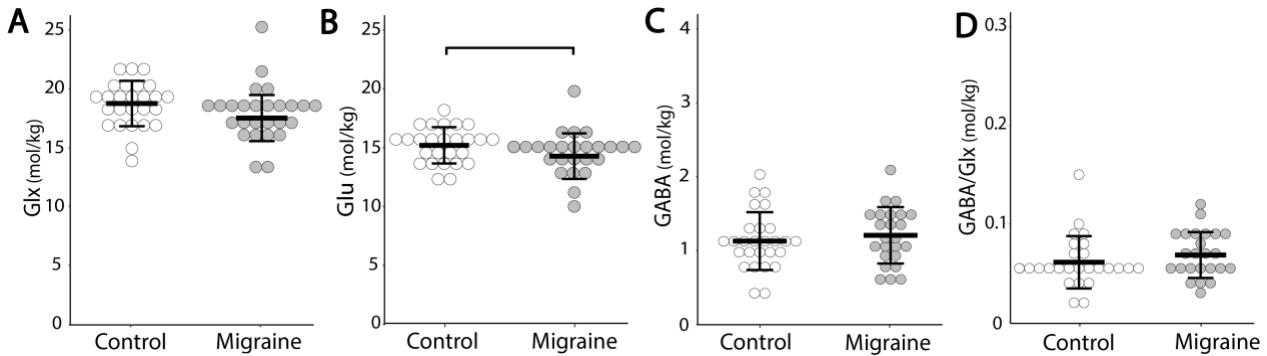 A
Glx (mol/kg)
25
20
15
10
5
0
Control Migraine
B
Glu (mol/kg)
25
20
15
10
5
0
Control Migraine
C
GABA (mol/kg)
4
3
2
1
0
Control Migraine
D
GABA/Glx (mol/kg)
0.3
0.2
0.1
0
Control Migraine